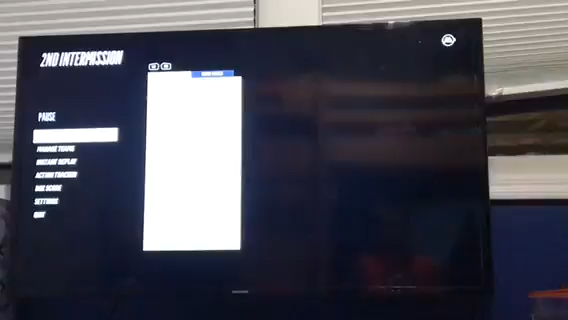 2ND INTERMISSION
PAUSE
MANAGE TEAMS
INSTANT REPLAY
ACTION TRACKER
BOX SCORE
SETTINGS
QUIT